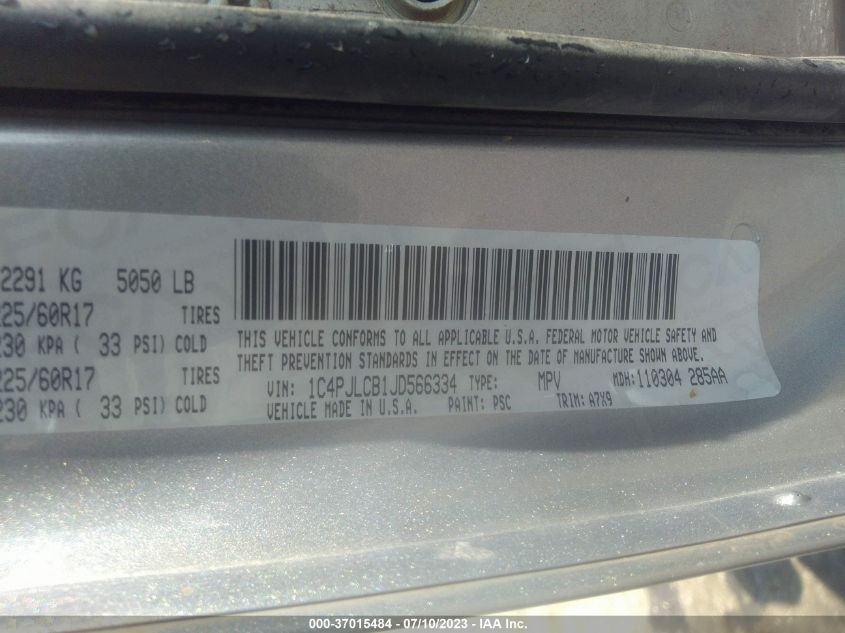 2291 KG 5050 LB
225/60R17 TIRES
230 KPA ( 33 PSI) COLD
225/60R17 TIRES
230 KPA ( 33 PSI) COLD
THIS VEHICLE CONFORMS TO ALL APPLICABLE U.S.A. FEDERAL MOTOR VEHICLE SAFETY AND
THEFT PREVENTION STANDARDS IN EFFECT ON THE DATE OF MANUFACTURE SHOWN ABOVE.
VIN: 1C4PJLCB1JD566334 TYPE: MPV MDH: 110304 285AA
VEHICLE MADE IN U.S.A. PAINT: PSC TRIM: A7X9
000-37015484 - 07/10/2023 - © IAA Inc.